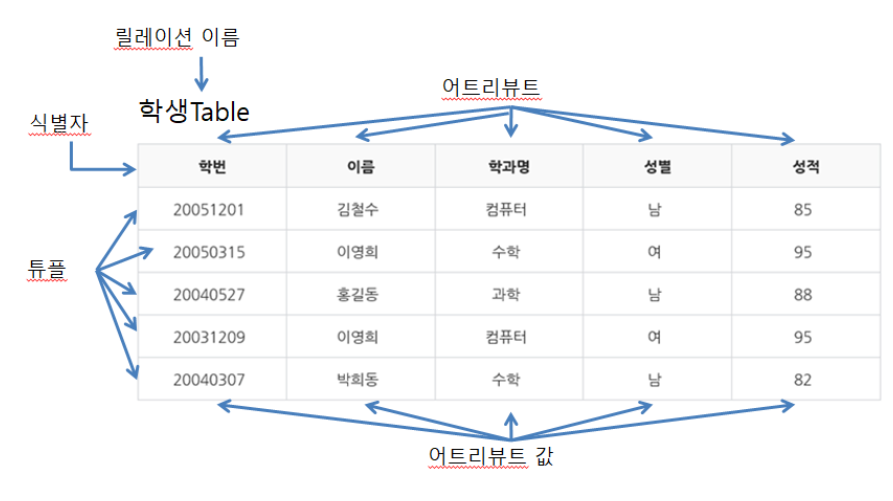 릴레이션 이름
어트리뷰트
학생Table
식별자
학번 이름 학과명 성별 성적
20051201 김철수 컴퓨터 남 85
20050315 이영희 수학 여 95
튜플
20040527 홍길동 과학 남 88
20031209 이영희 컴퓨터 여 95
20040307 박희동 수학 남 82
어트리뷰트 값